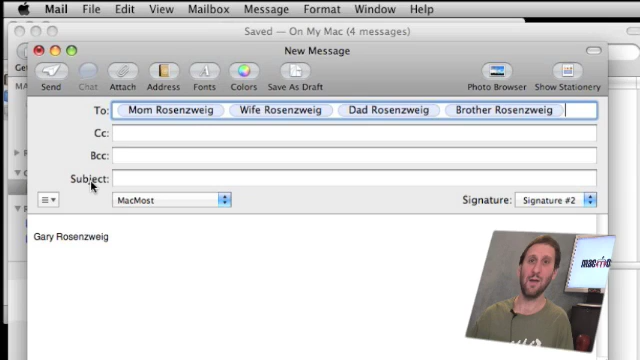 Mail File Edit View Mailbox Message Format Window Help
Saved — On My Mac (4 messages)
New Message
Send Chat Attach Address Fonts Colors Save As Draft Photo Browser Show Stationery
To: Mom Rosenzweig Wife Rosenzweig Dad Rosenzweig Brother Rosenzweig
Cc:
Bcc:
Subject:
MacMost Signature: Signature #2
Gary Rosenzweig